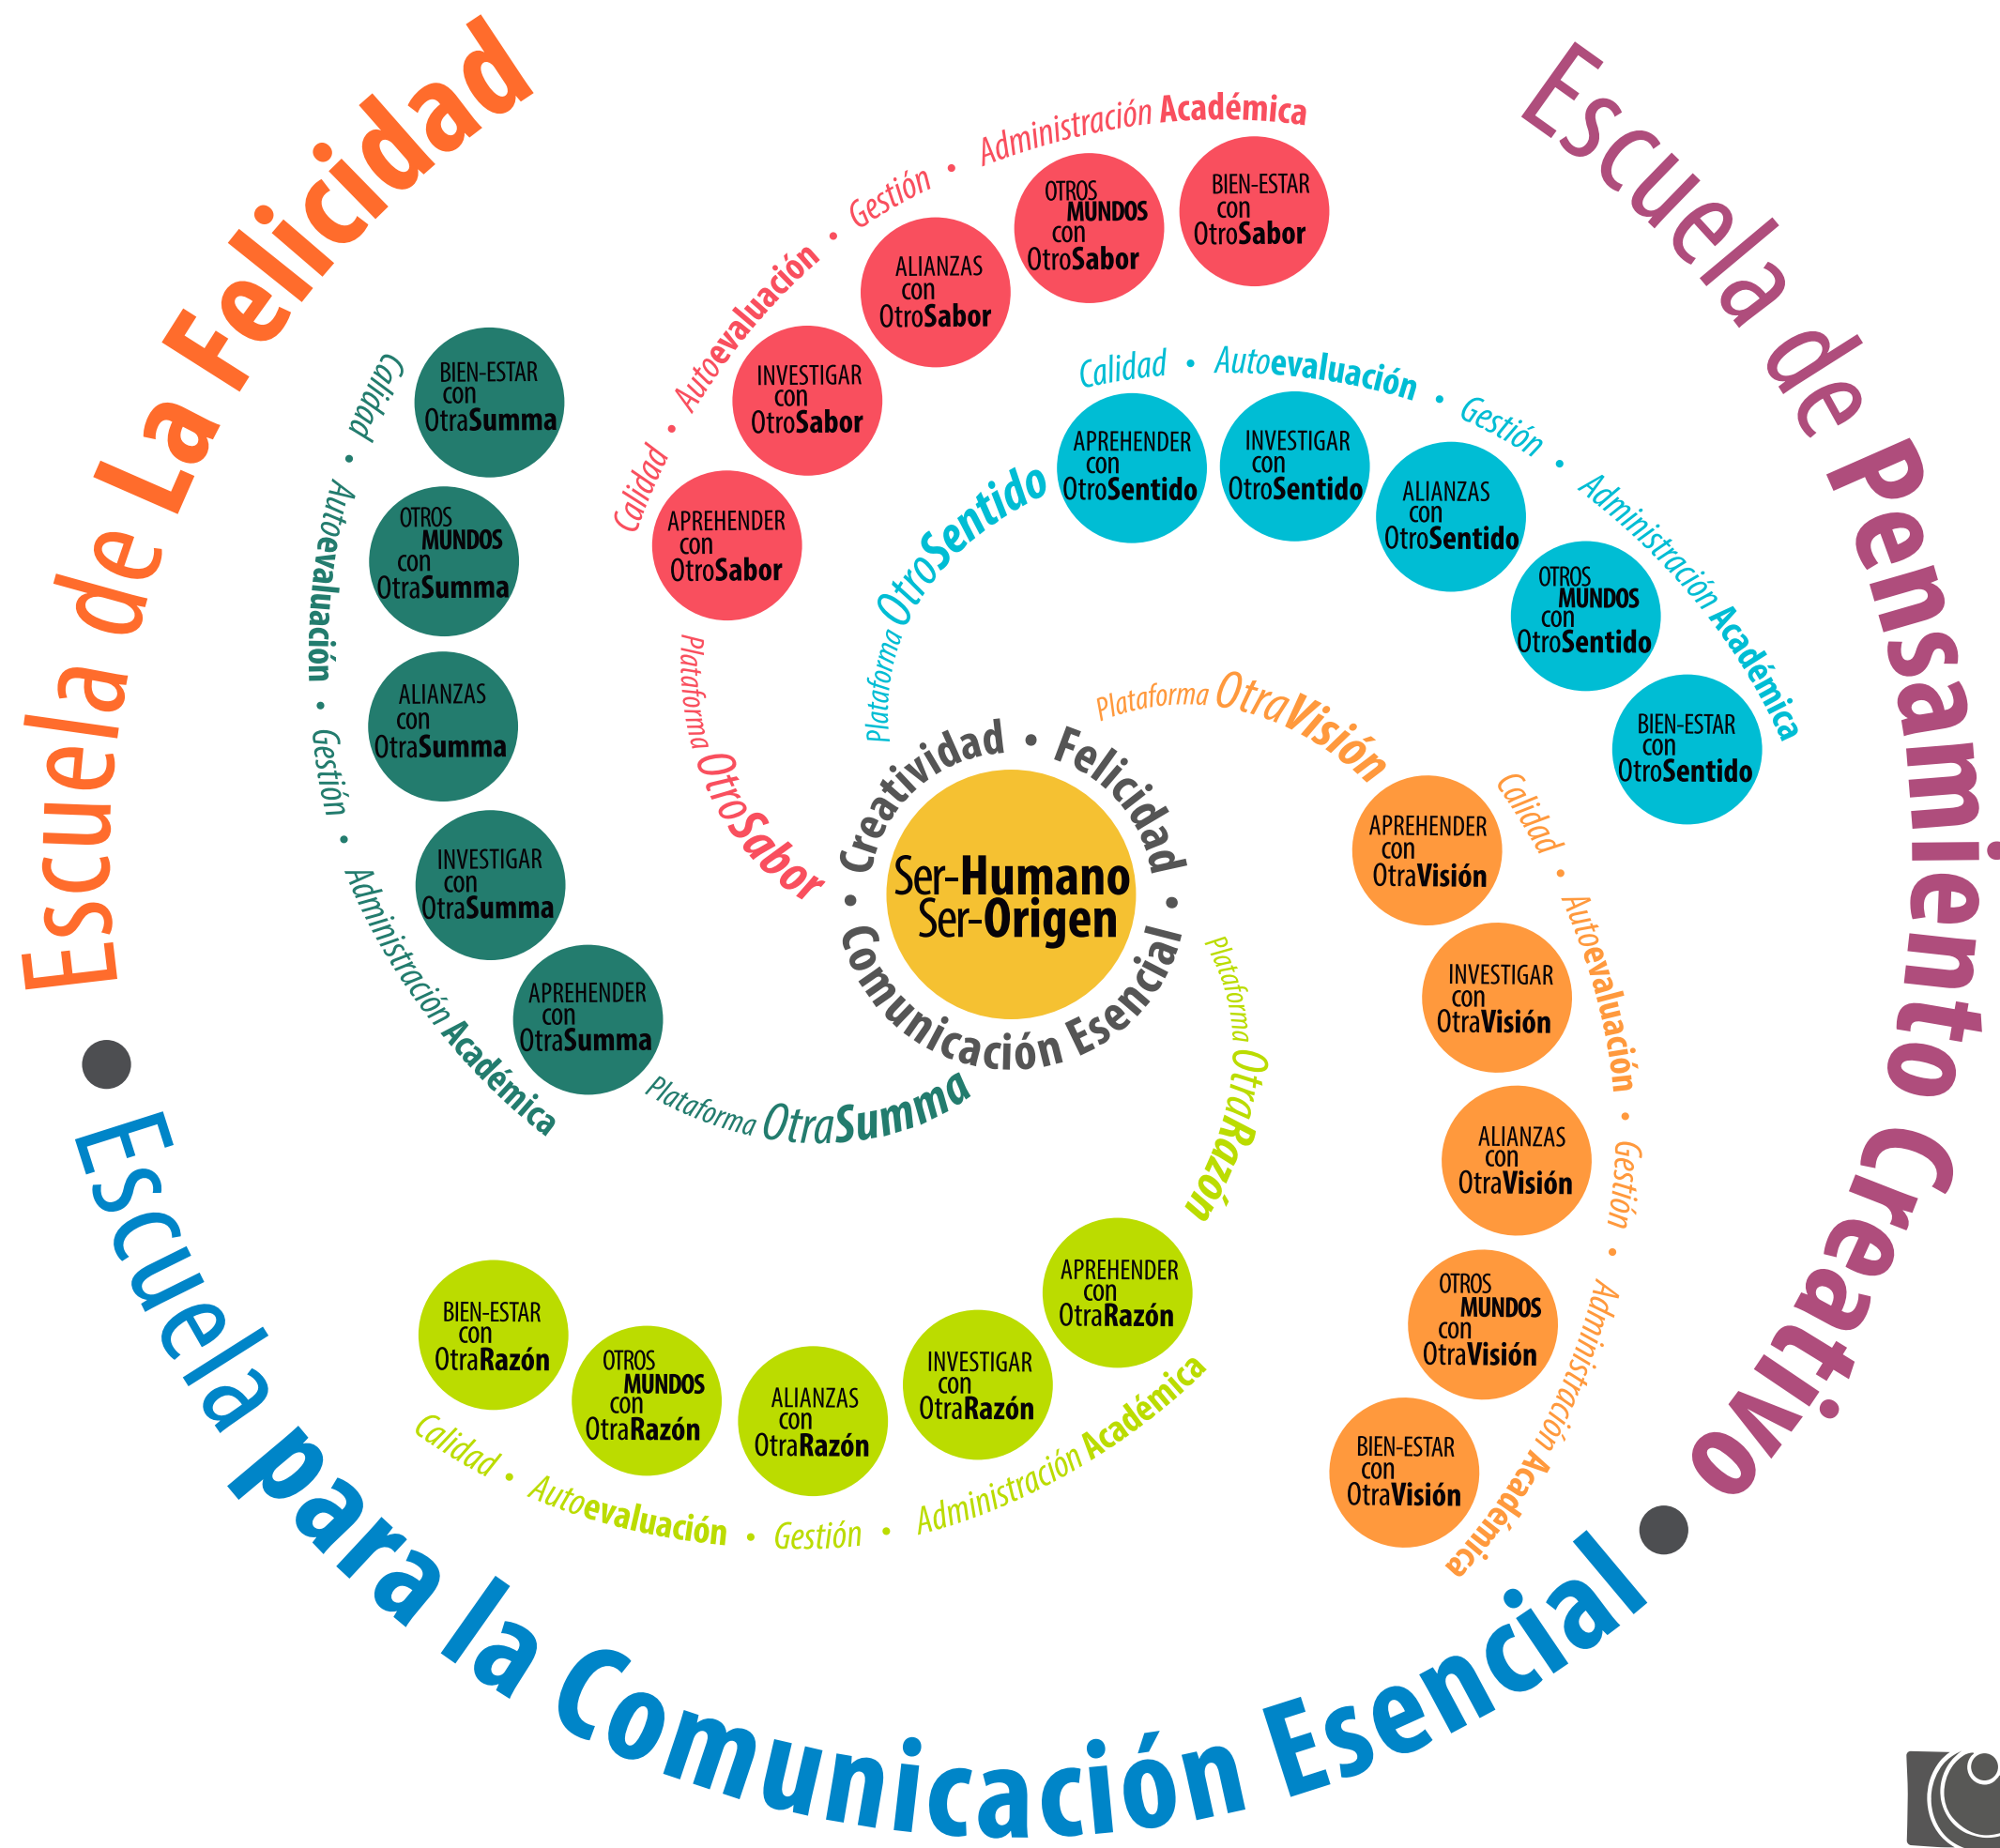 Escuela de La Felicidad
Escuela de Pensamiento Creativo
Escuela para la Comunicación Esencial
Creatividad • Felicidad
Comunicación Esencial
Ser-Humano
Ser-Origen
Plataforma OtroSabor
Calidad • Autoevaluación • Gestión • Administración Académica
APREHENDER
con
OtroSabor
INVESTIGAR
con
OtroSabor
ALIANZAS
con
OtroSabor
OTROS
MUNDOS
con
OtroSabor
BIEN-ESTAR
con
OtroSabor
Plataforma OtroSentido
Calidad • Autoevaluación • Gestión • Administración Académica
APREHENDER
con
OtroSentido
INVESTIGAR
con
OtroSentido
ALIANZAS
con
OtroSentido
OTROS
MUNDOS
con
OtroSentido
BIEN-ESTAR
con
OtroSentido
Plataforma OtraVisión
Calidad • Autoevaluación • Gestión • Administración Académica
APREHENDER
con
OtraVisión
INVESTIGAR
con
OtraVisión
ALIANZAS
con
OtraVisión
OTROS
MUNDOS
con
OtraVisión
BIEN-ESTAR
con
OtraVisión
Plataforma OtraRazón
Calidad • Autoevaluación • Gestión • Administración Académica
APREHENDER
con
OtraRazón
INVESTIGAR
con
OtraRazón
ALIANZAS
con
OtraRazón
OTROS
MUNDOS
con
OtraRazón
BIEN-ESTAR
con
OtraRazón
Plataforma OtraSumma
Calidad • Autoevaluación • Gestión • Administración Académica
APREHENDER
con
OtraSumma
INVESTIGAR
con
OtraSumma
ALIANZAS
con
OtraSumma
OTROS
MUNDOS
con
OtraSumma
BIEN-ESTAR
con
OtraSumma